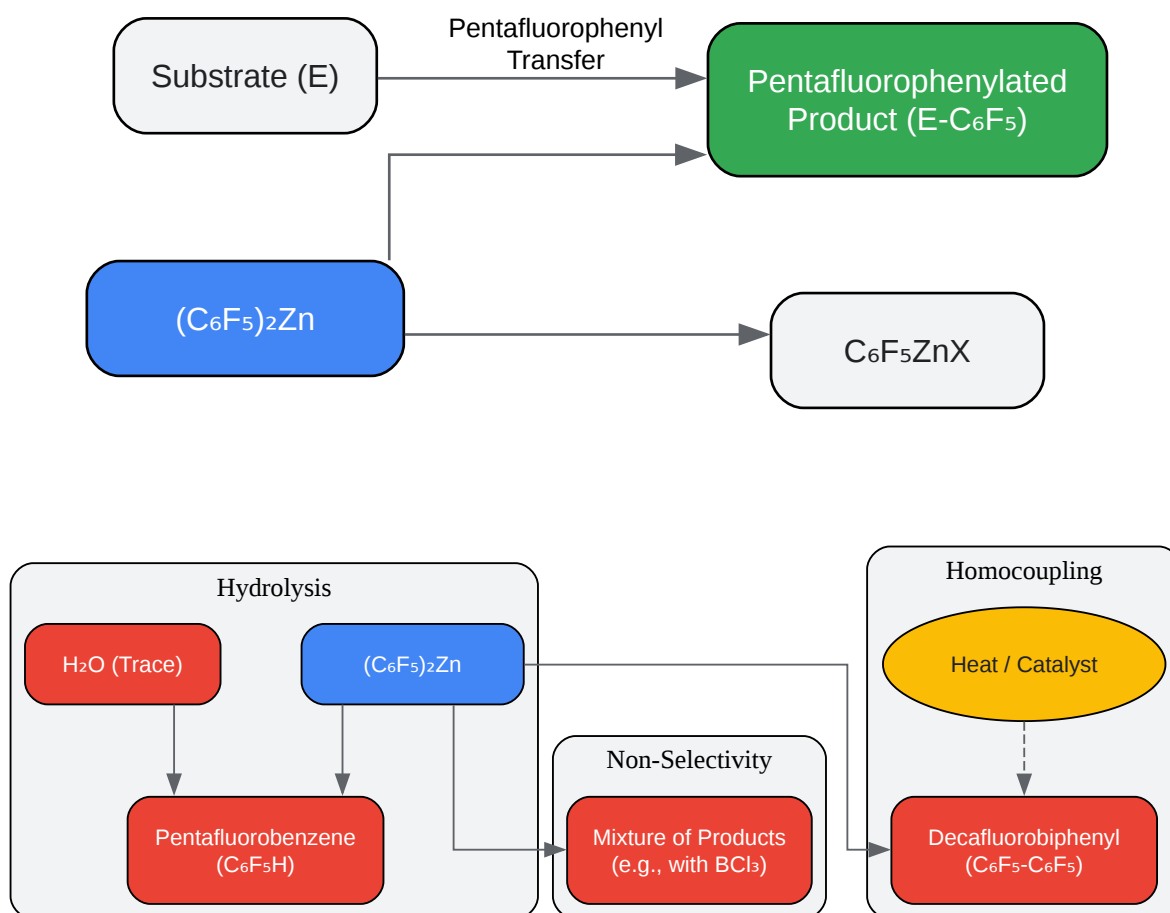 Pentafluorophenyl
Transfer
Substrate (E)
Pentafluorophenylated
Product (E-C₆F₅)
(C₆F₅)₂Zn
C₆F₅ZnX
Hydrolysis
H₂O (Trace)
(C₆F₅)₂Zn
Pentafluorobenzene
(C₆F₅H)
Non-Selectivity
Mixture of Products
(e.g., with BCl₃)
Homocoupling
Heat / Catalyst
Decafluorobiphenyl
(C₆F₅-C₆F₅)